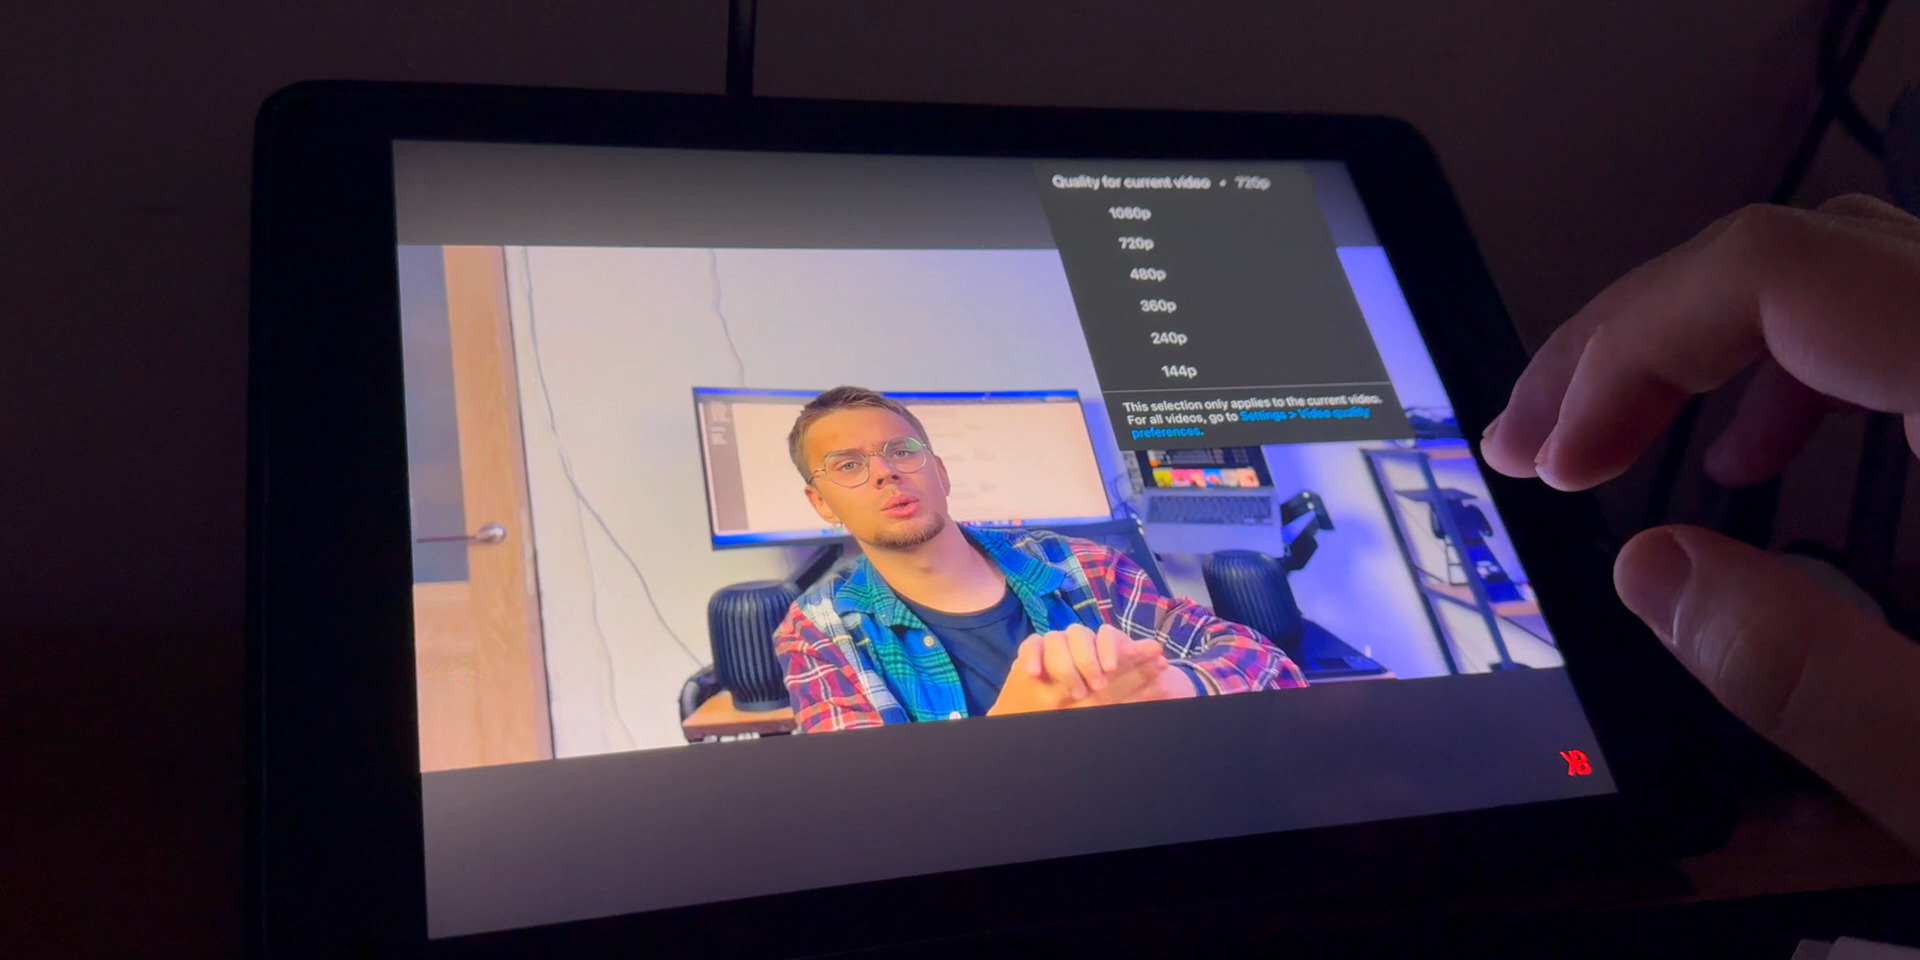 Quality for current video • 720p
1080p
720p
480p
360p
240p
144p
This selection only applies to the current video.
For all videos, go to Settings > Video quality
preferences.